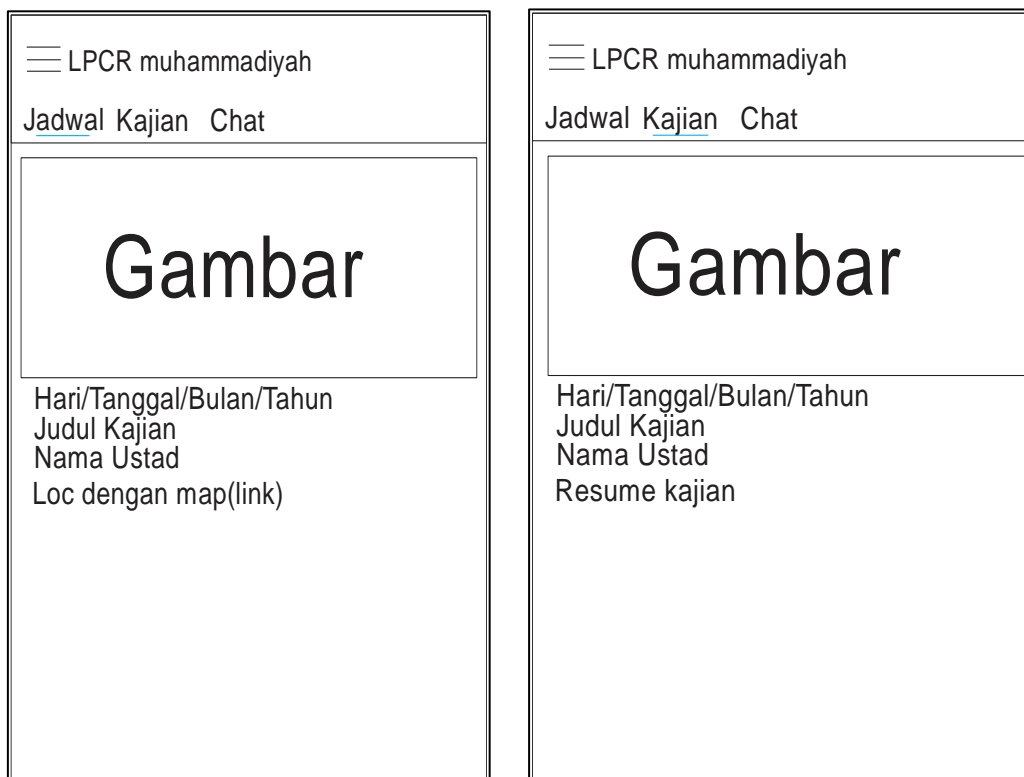 LPCR muhammadiyah
Jadwal Kajian Chat
Gambar
Hari/Tanggal/Bulan/Tahun
Judul Kajian
Nama Ustad
Loc dengan map(link)
LPCR muhammadiyah
Jadwal Kajian Chat
Gambar
Hari/Tanggal/Bulan/Tahun
Judul Kajian
Nama Ustad
Resume kajian